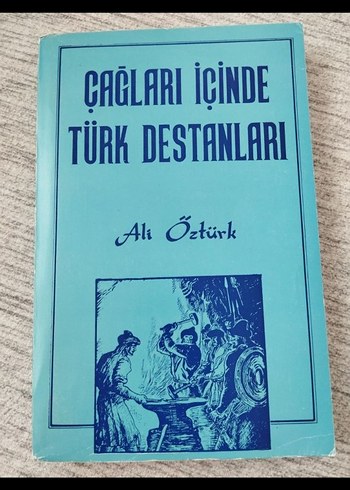 ÇAĞLARI İÇİNDE
TÜRK DESTANLARI
Ali Öztürk